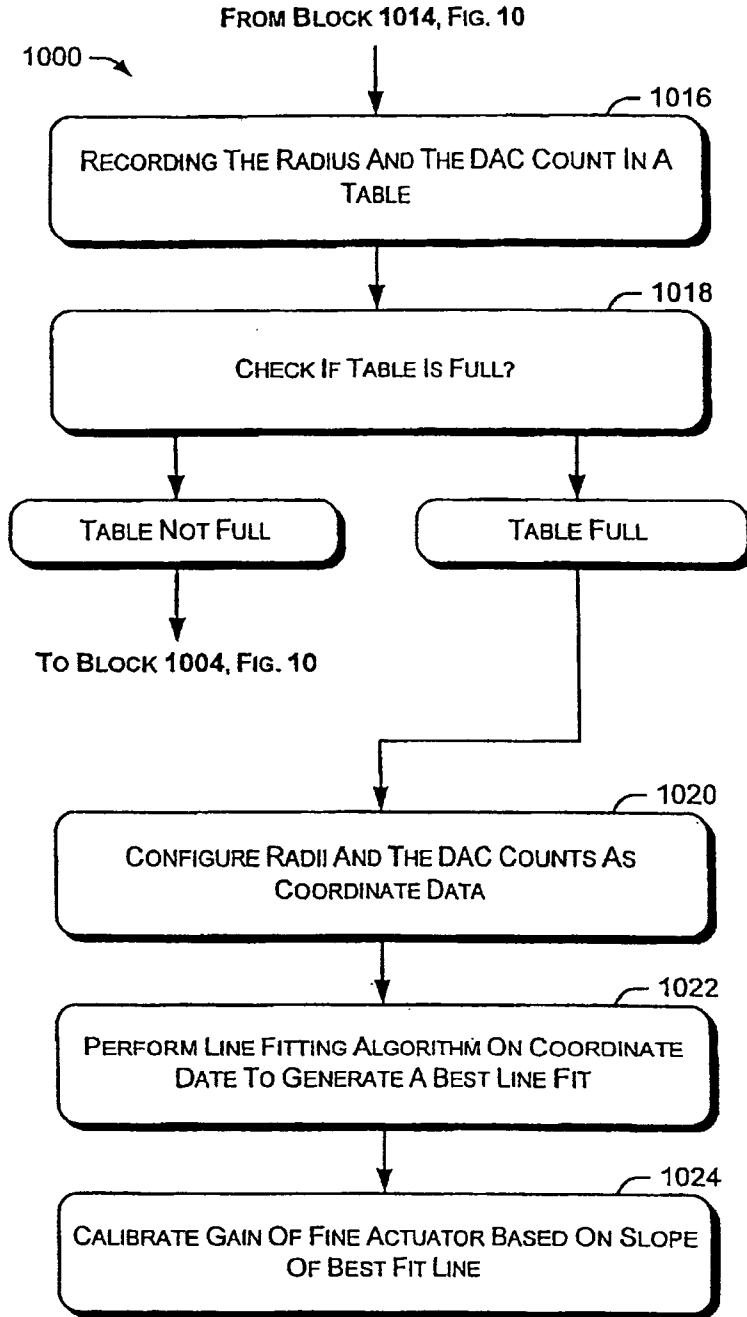 FROM BLOCK 1014, FIG. 10
1000
1016
RECORDING THE RADIUS AND THE DAC COUNT IN A
TABLE
1018
CHECK IF TABLE IS FULL?
TABLE NOT FULL
TABLE FULL
TO BLOCK 1004, FIG. 10
1020
CONFIGURE RADII AND THE DAC COUNTS AS
COORDINATE DATA
1022
PERFORM LINE FITTING ALGORITHM ON COORDINATE
DATE TO GENERATE A BEST LINE FIT
1024
CALIBRATE GAIN OF FINE ACTUATOR BASED ON SLOPE
OF BEST FIT LINE